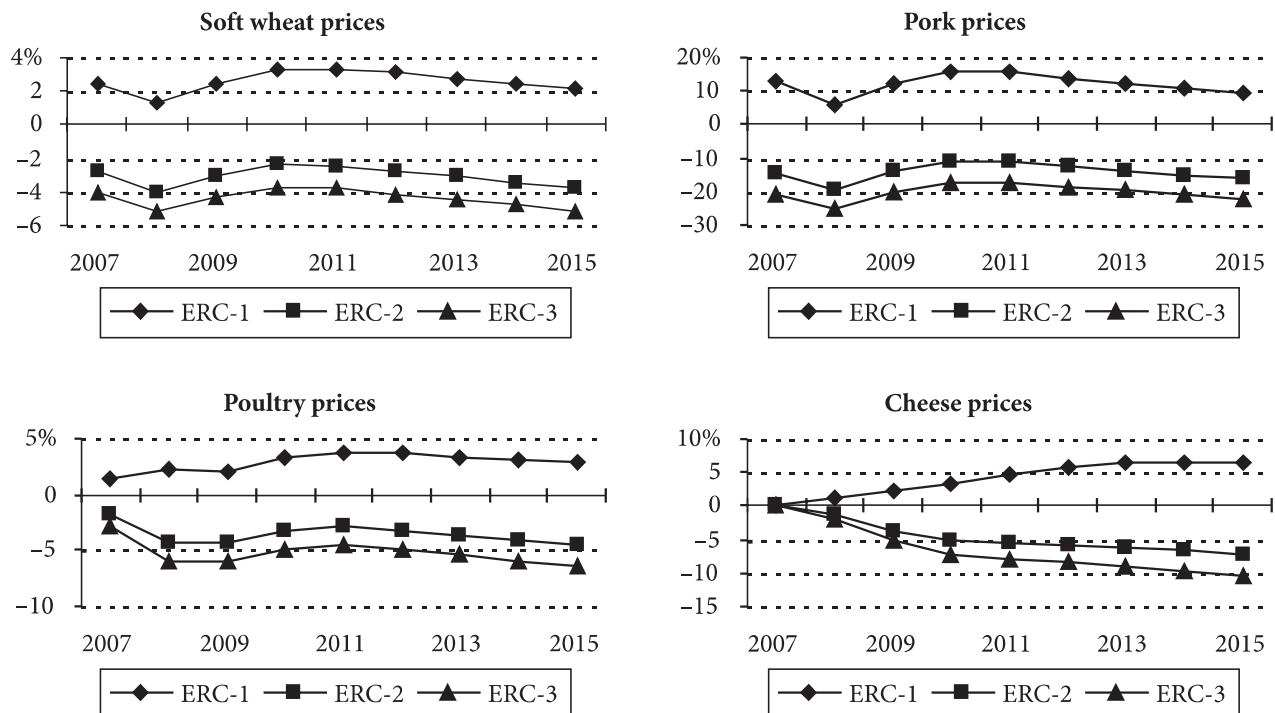 Soft wheat prices
4%
2
0
−2
−4
−6
2007 2009 2011 2013 2015
ERC-1 ERC-2 ERC-3
Pork prices
20%
10
0
−10
−20
−30
2007 2009 2011 2013 2015
ERC-1 ERC-2 ERC-3
Poultry prices
5%
0
−5
−10
2007 2009 2011 2013 2015
ERC-1 ERC-2 ERC-3
Cheese prices
10%
5
0
−5
−10
−15
2007 2009 2011 2013 2015
ERC-1 ERC-2 ERC-3